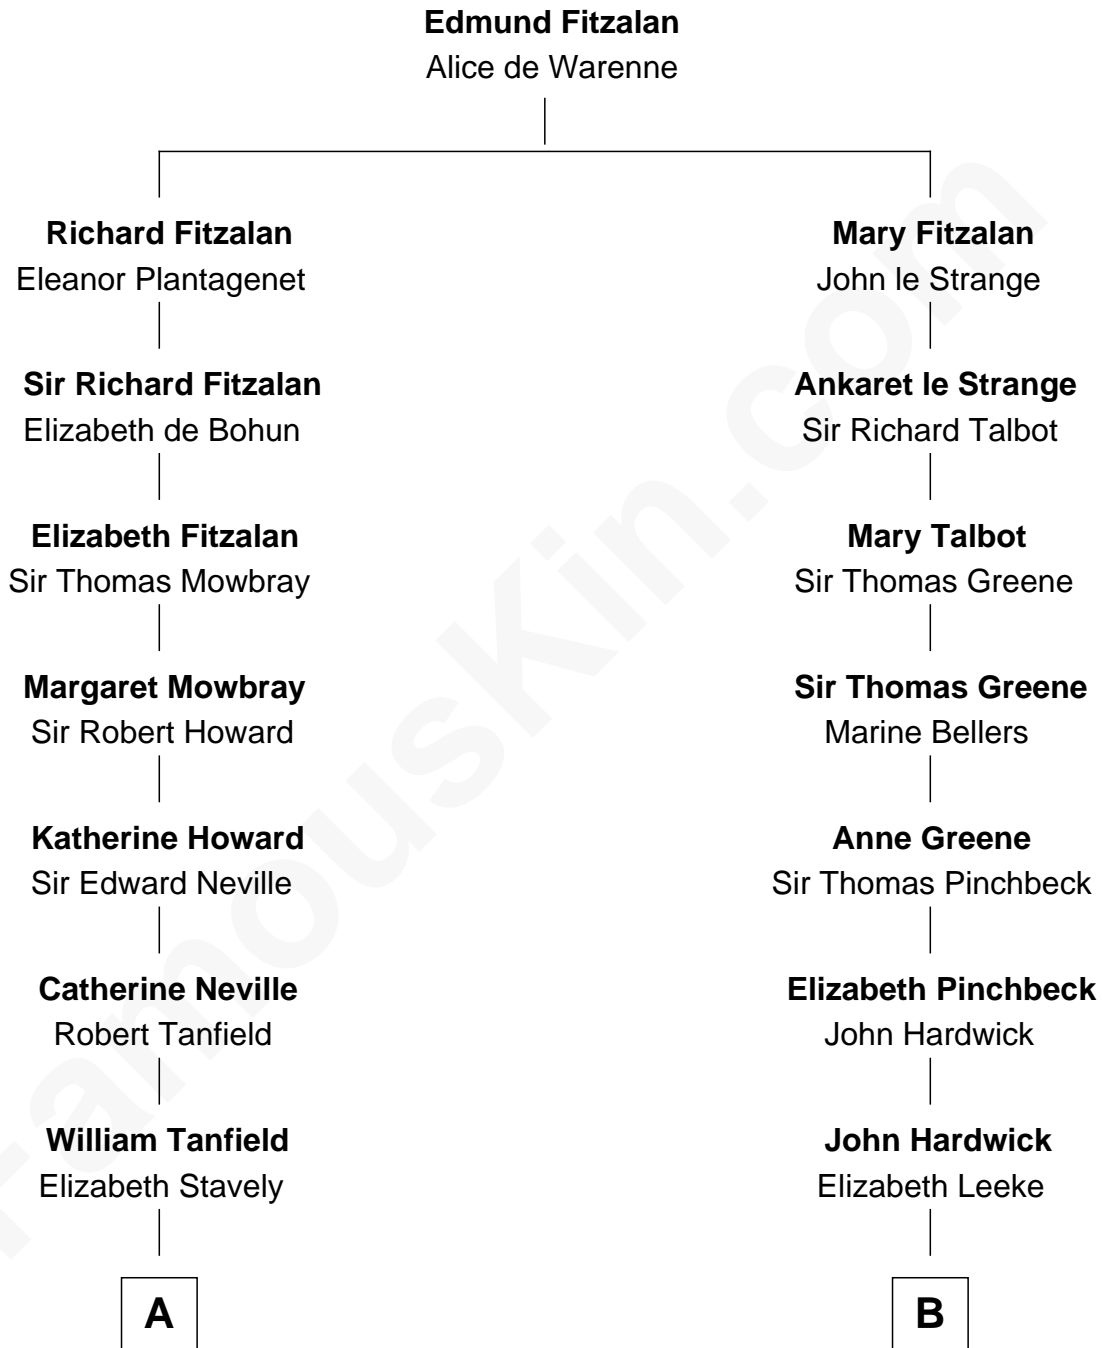 Edmund Fitzalan
Alice de Warenne
Richard Fitzalan
Eleanor Plantagenet
Mary Fitzalan
John le Strange
Sir Richard Fitzalan
Elizabeth de Bohun
Ankaret le Strange
Sir Richard Talbot
Elizabeth Fitzalan
Sir Thomas Mowbray
Mary Talbot
Sir Thomas Greene
Margaret Mowbray
Sir Robert Howard
Sir Thomas Greene
Marine Bellers
Katherine Howard
Sir Edward Neville
Anne Greene
Sir Thomas Pinchbeck
Catherine Neville
Robert Tanfield
Elizabeth Pinchbeck
John Hardwick
William Tanfield
Elizabeth Stavely
John Hardwick
Elizabeth Leeke
A
B
FamousKin.com